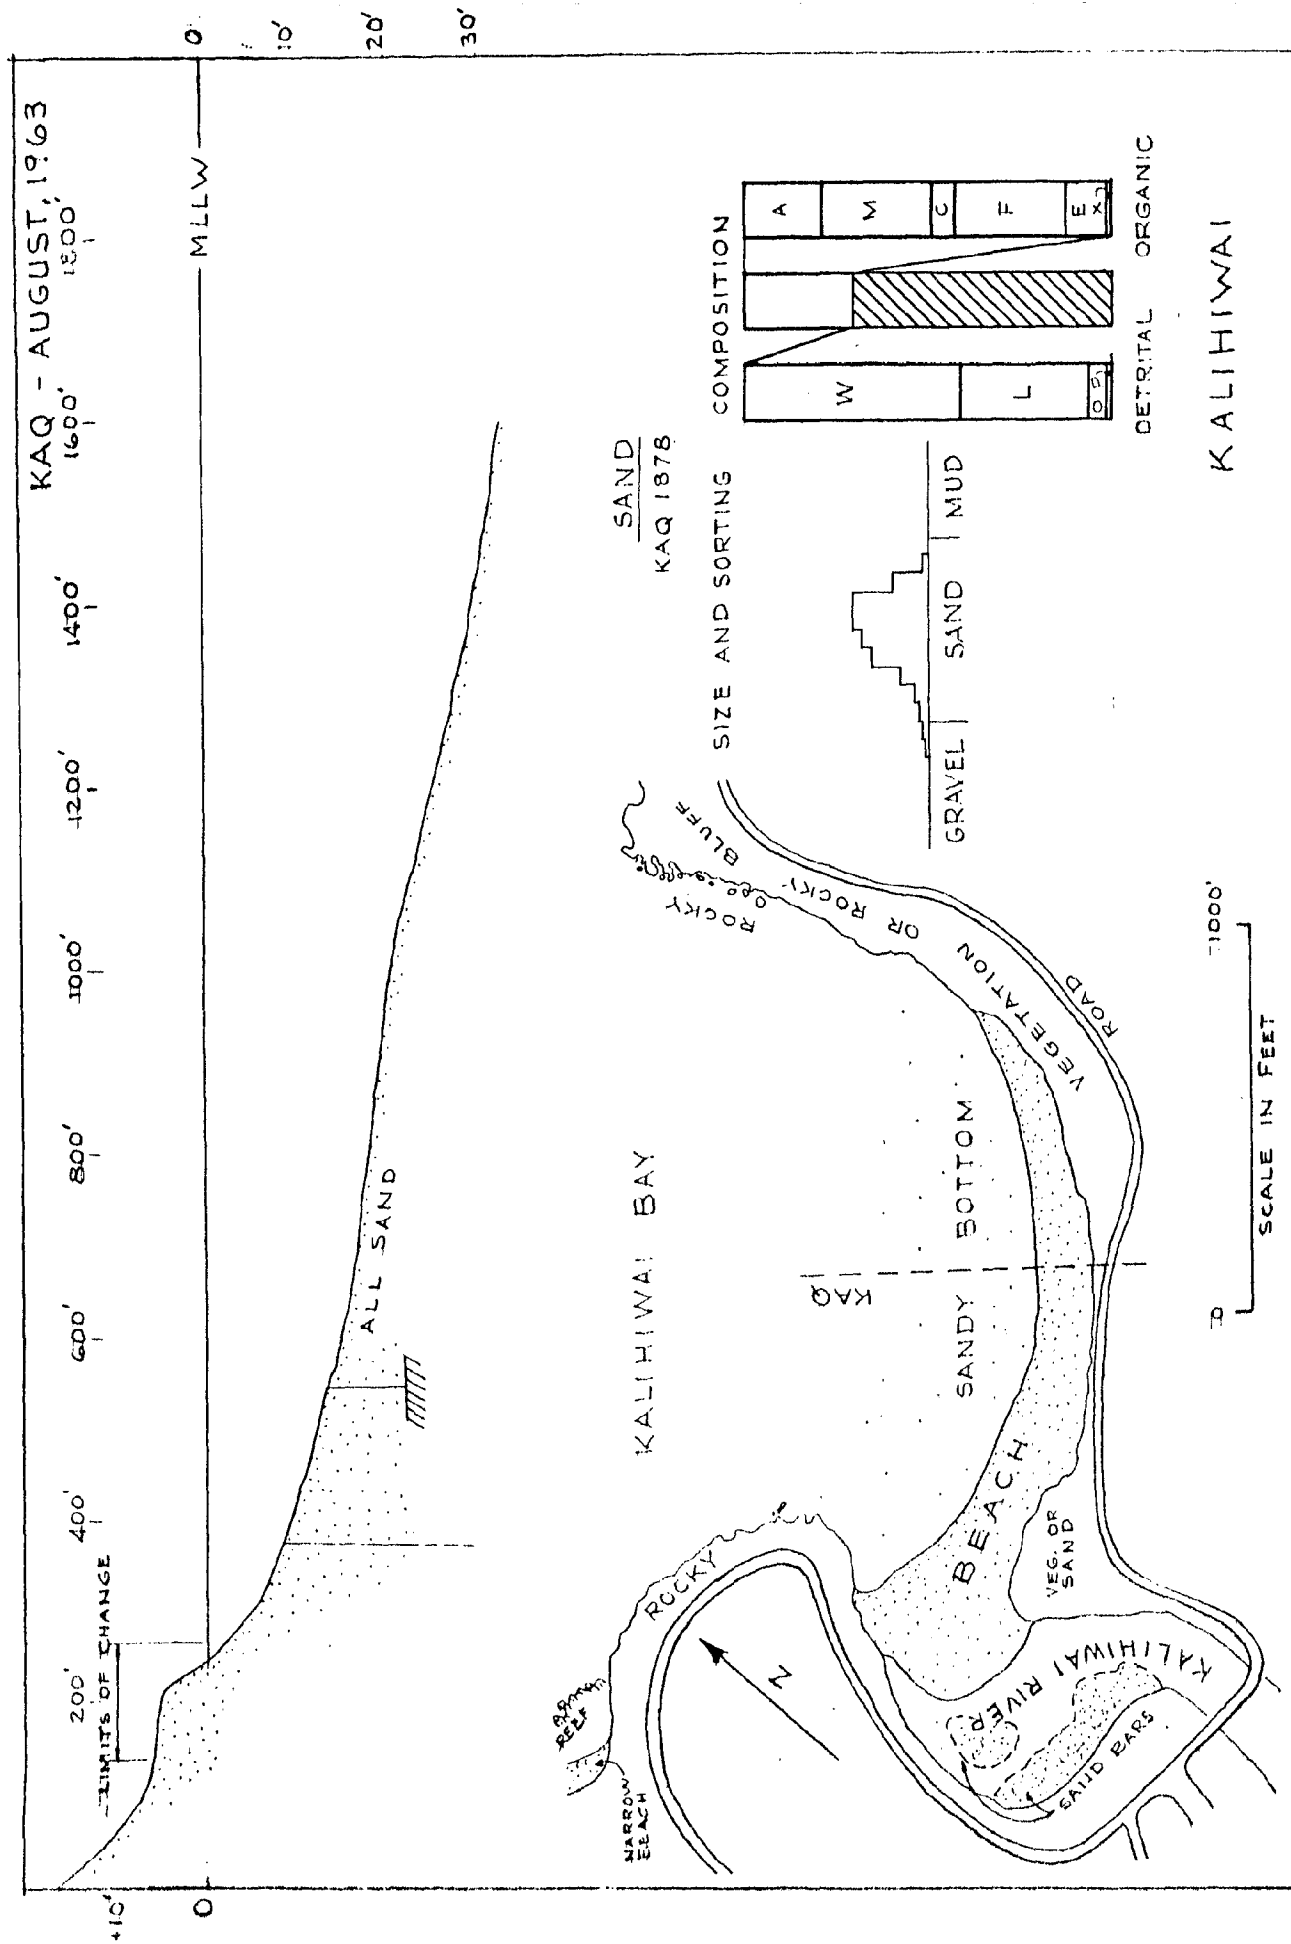 KAQ - AUGUST, 1963
LIMITS OF CHANGE
200'
400'
600'
800'
1000'
1200'
1400'
1600'
1800'
+10'
0
MLLW
0
10'
20'
30'
ALL SAND
SAND
KAQ 1378
SIZE AND SORTING
GRAVEL
SAND
MUD
COMPOSITION
W
L
O
A
M
C
F
E
X
DETRITAL
ORGANIC
KALIHIWAI
KALIHIWAI BAY
NARROW
BEACH
REEF
ROCKY
N
KAQ
SANDY BOTTOM
BEACH
VEG. OR
SAND
KALIHIWAI RIVER
SAND BARS
ROCKY
VEGETATION OR ROCKY BLUFF
ROAD
0
1000'
SCALE IN FEET